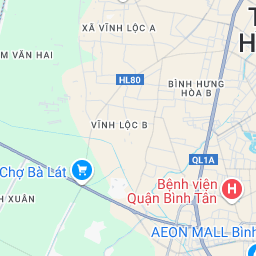 XÃ VĨNH LỘC A
M VĂN HAI
T
H
HL80
BÌNH HƯNG
HÒA B
VĨNH LỘC B
QL1A
Chợ Bà Lát
Bệnh viện
Quận Bình Tân
H
H XUÂN
AEON MALL Bìn